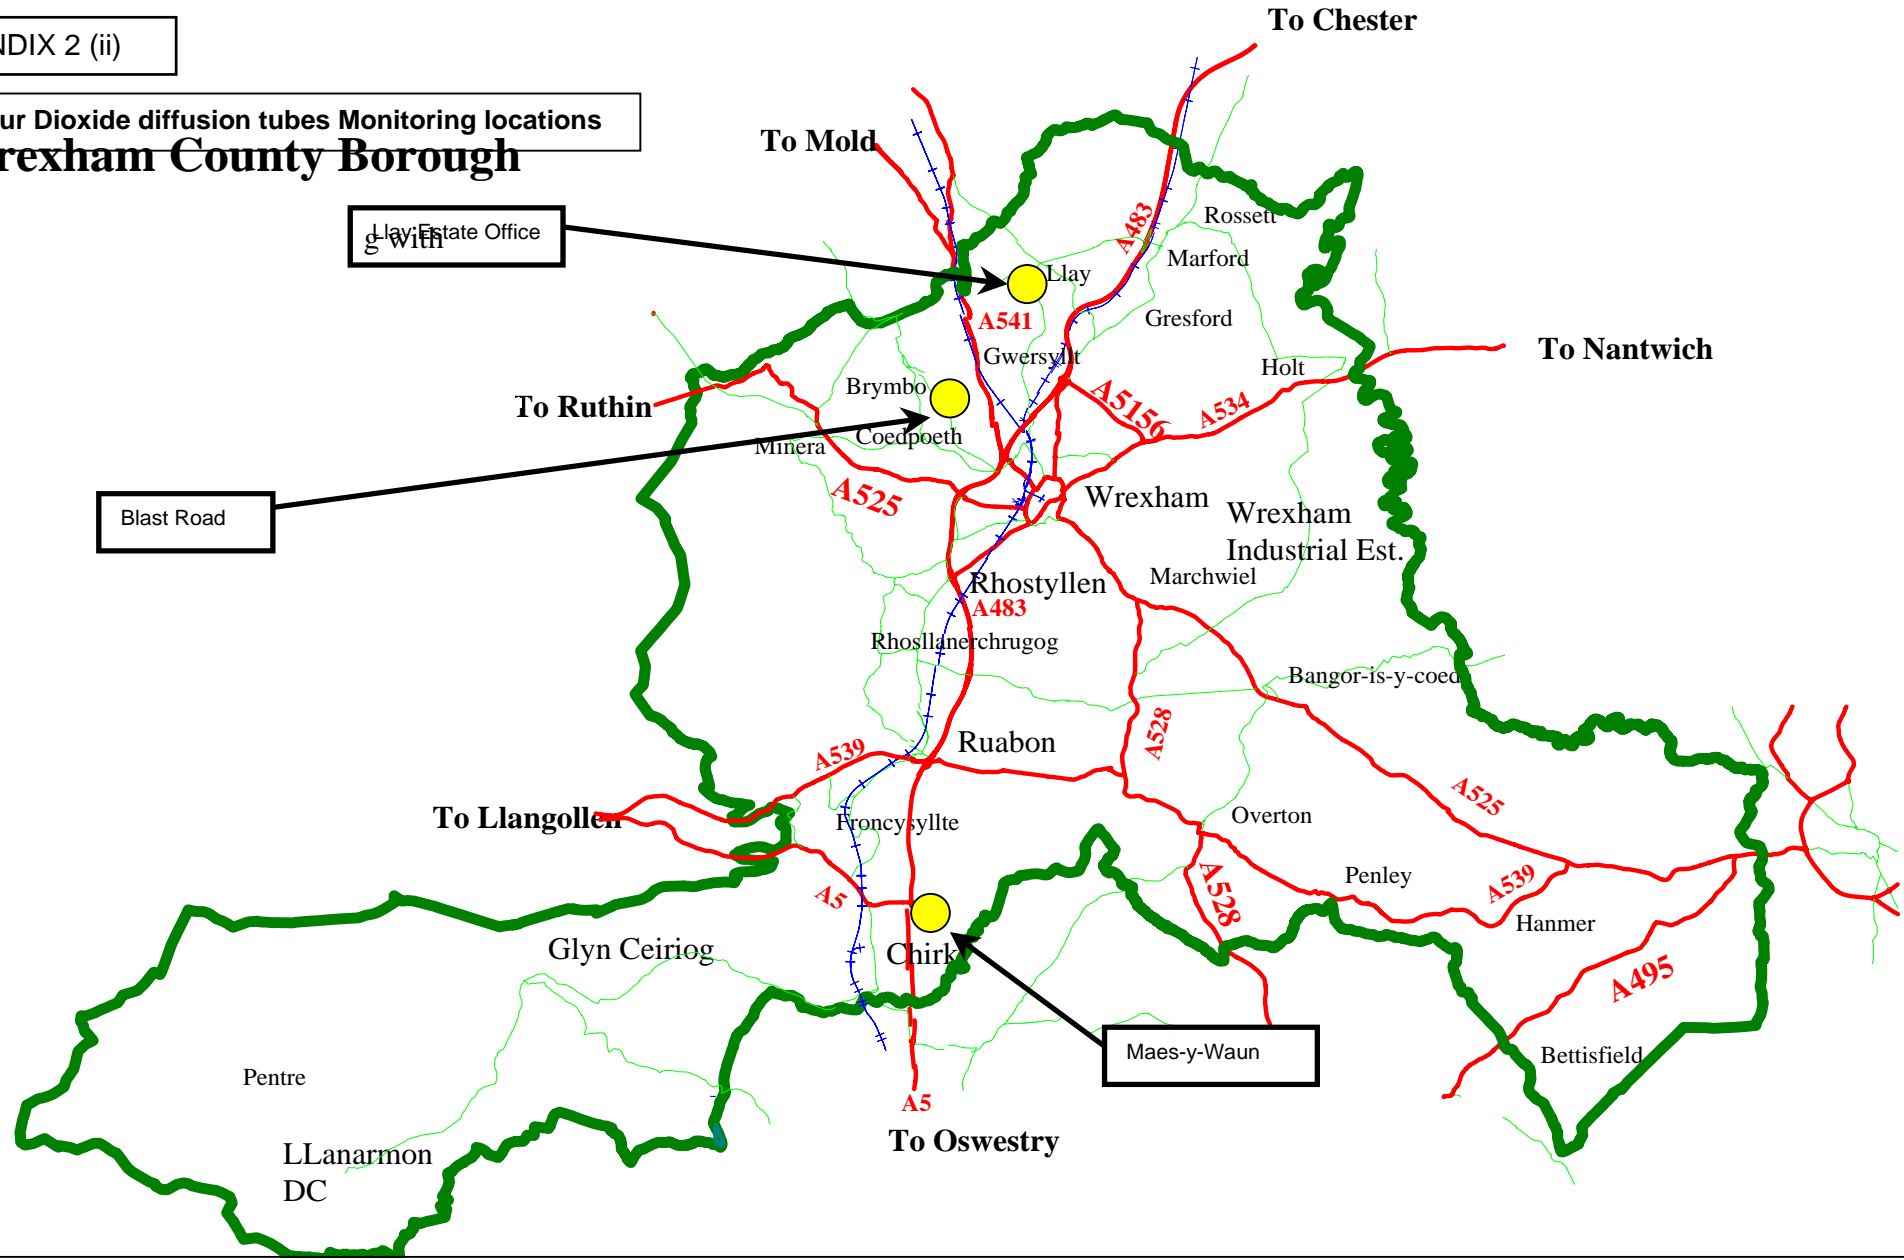 To Chester
NDIX 2 (ii)
ur Dioxide diffusion tubes Monitoring locations
rexham County Borough
To Mold
Llay Estate Office
g with
A483
Rossett
Marford
Llay
A541
Gresford
Gwersyllt
Holt
To Nantwich
Brymbo
To Ruthin
A5156
A534
Coedpoeth
Minera
A525
Wrexham
Wrexham
Industrial Est.
Blast Road
Rhostyllen
Marchwiel
A483
Rhosllanerchrugog
Bangor-is-y-coed
A528
Ruabon
A539
A525
To Llangollen
Froncysyllte
Overton
Penley
A5
A528
A539
Hanmer
Glyn Ceiriog
Chirk
A495
Maes-y-Waun
Bettisfield
Pentre
A5
To Oswestry
LLanarmon
DC